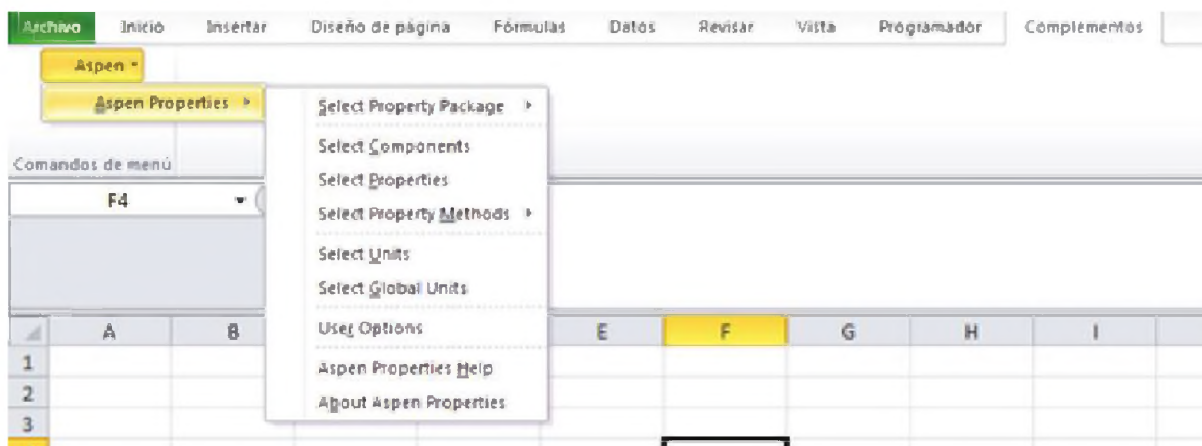 Archivo Inicio Insertar Diseño de página Fórmulas Datos Revisar Vista Programador Complementos
Aspen
Aspen Properties
Select Property Package
Select Components
Comandos de menú
Select Properties
F4
Select Property Methods
Select Units
Select Global Units
User Options
A B E F G H I
1
Aspen Properties Help
2
About Aspen Properties
3